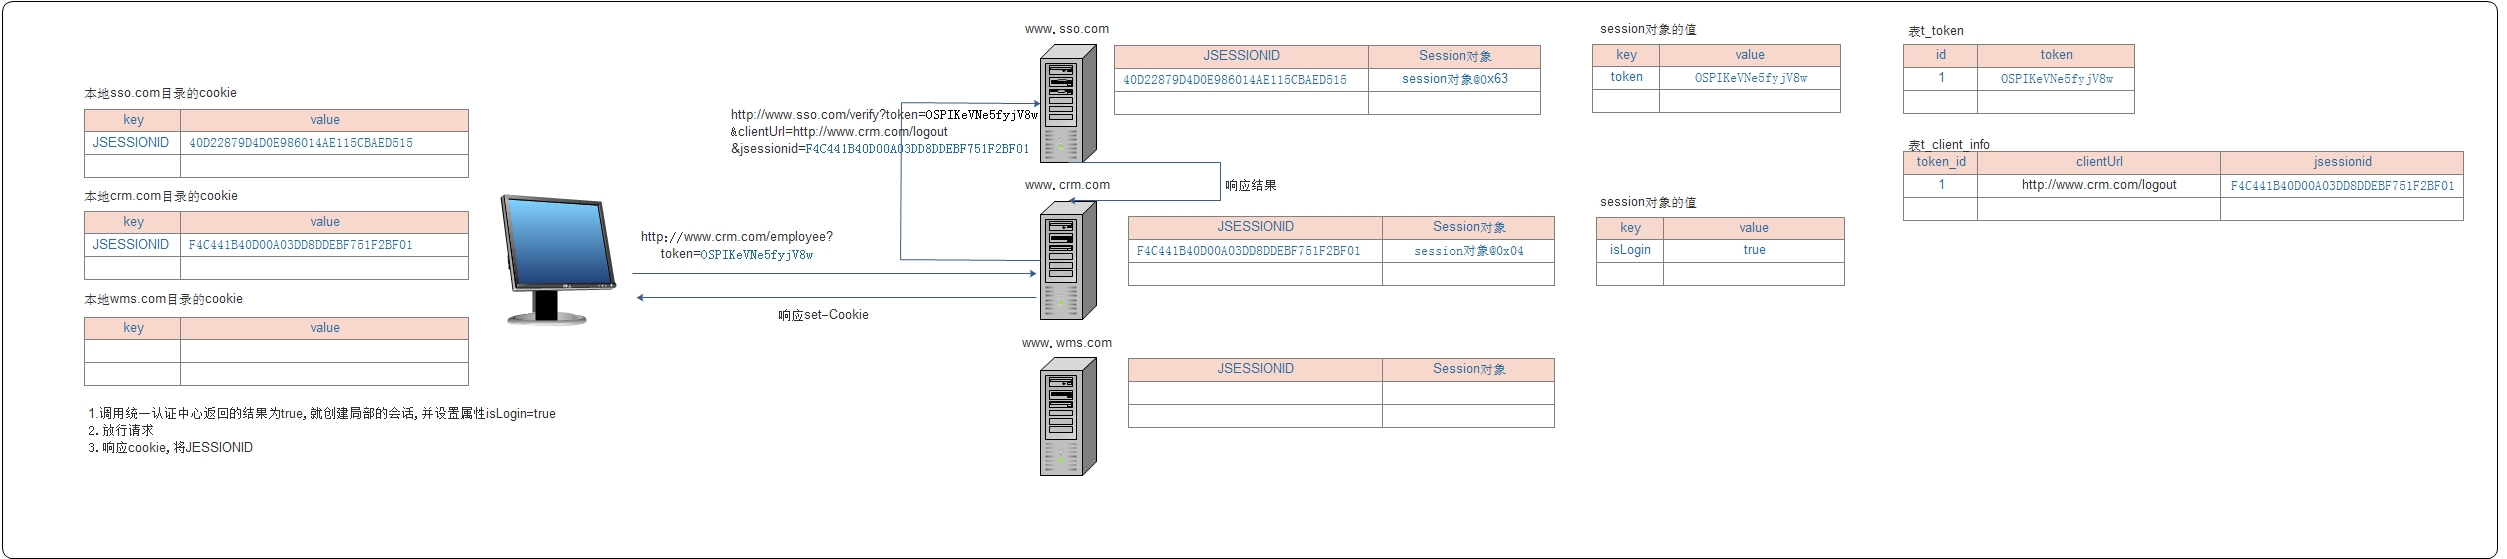 本地sso.com目录的cookie
key value
JSESSIONID 40D22879D4D0E986014AE115CBAED515
本地crm.com目录的cookie
key value
JSESSIONID F4C441B40D00A03DD8DDEBF751F2BF01
本地wms.com目录的cookie
key value
1.调用统一认证中心返回的结果为true,就创建局部的会话,并设置属性isLogin=true
2.放行请求
3.响应cookie,将JESSIONID
http://www.crm.com/employee?
token=OSPIKeVNe5fyjV8w
响应set-Cookie
http://www.sso.com/verify?token=OSPIKeVNe5fyjV8w
&clientUrl=http://www.crm.com/logout
&jsessionid=F4C441B40D00A03DD8DDEBF751F2BF01
www.sso.com
JSESSIONID Session对象
40D22879D4D0E986014AE115CBAED515 session对象@0x63
响应结果
www.crm.com
JSESSIONID Session对象
F4C441B40D00A03DD8DDEBF751F2BF01 session对象@0x04
www.wms.com
JSESSIONID Session对象
session对象的值
key value
token OSPIKeVNe5fyjV8w
session对象的值
key value
isLogin true
表t_token
id token
1 OSPIKeVNe5fyjV8w
表t_client_info
token_id clientUrl jsessionid
1 http://www.crm.com/logout F4C441B40D00A03DD8DDEBF751F2BF01